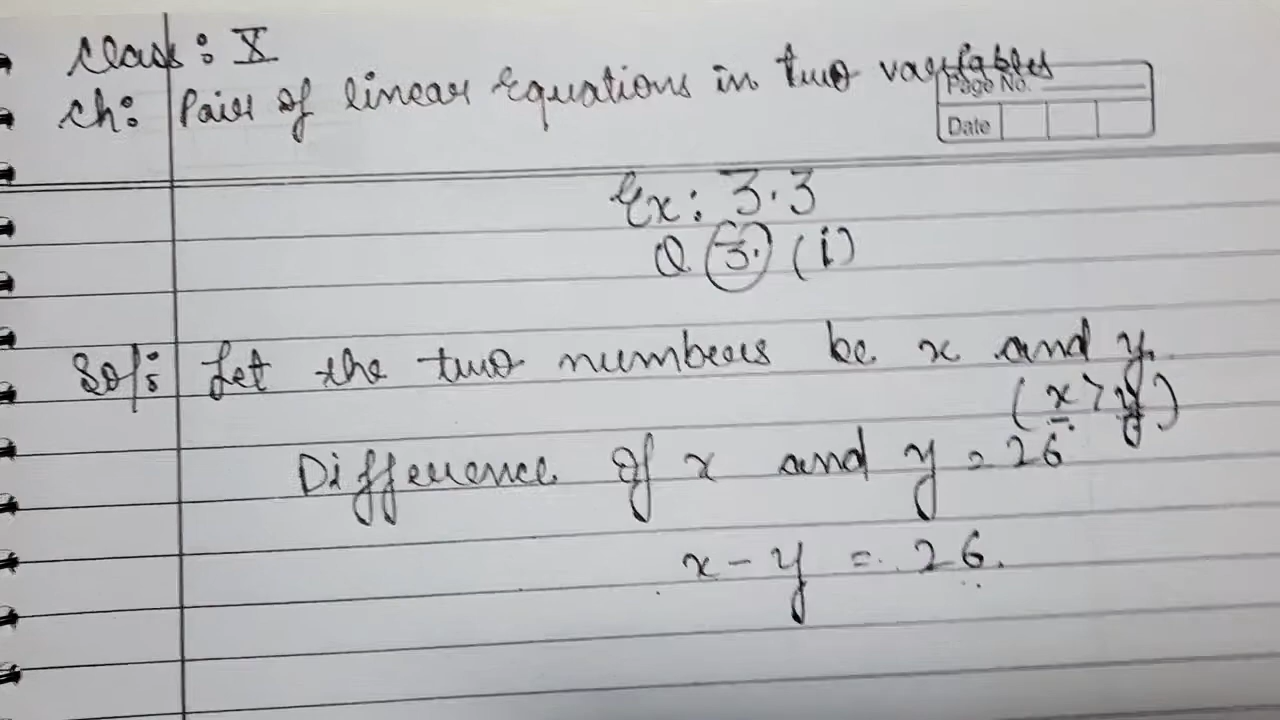 Class: X
Ch: Pair of linear Equations in two variables
Page No.
Date
Ex: 3.3
Q 3. (i)
Sol: Let the two numbers be x and y.
(x > y)
Difference of x and y = 26
x - y = 26.